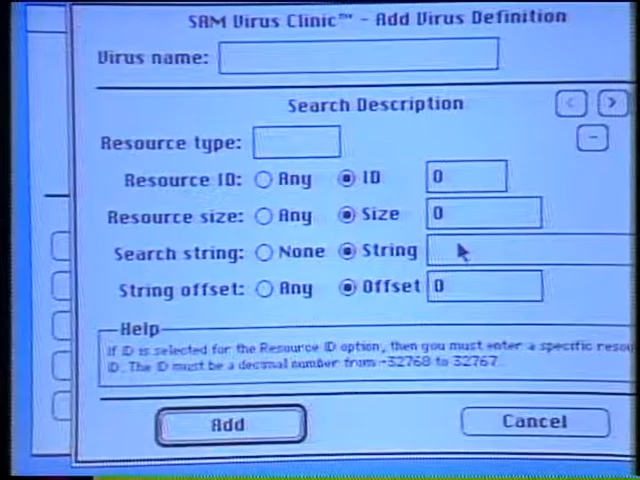 SAM Virus Clinic™ - Add Virus Definition
Virus name:
Search Description
< >
Resource type: –
Resource ID: Any ID 0
Resource size: Any Size 0
Search string: None String
String offset: Any Offset 0
Help
If ID is selected for the Resource ID option, then you must enter a specific
ID. The ID must be a decimal number from -32768 to 32767.
Add Cancel